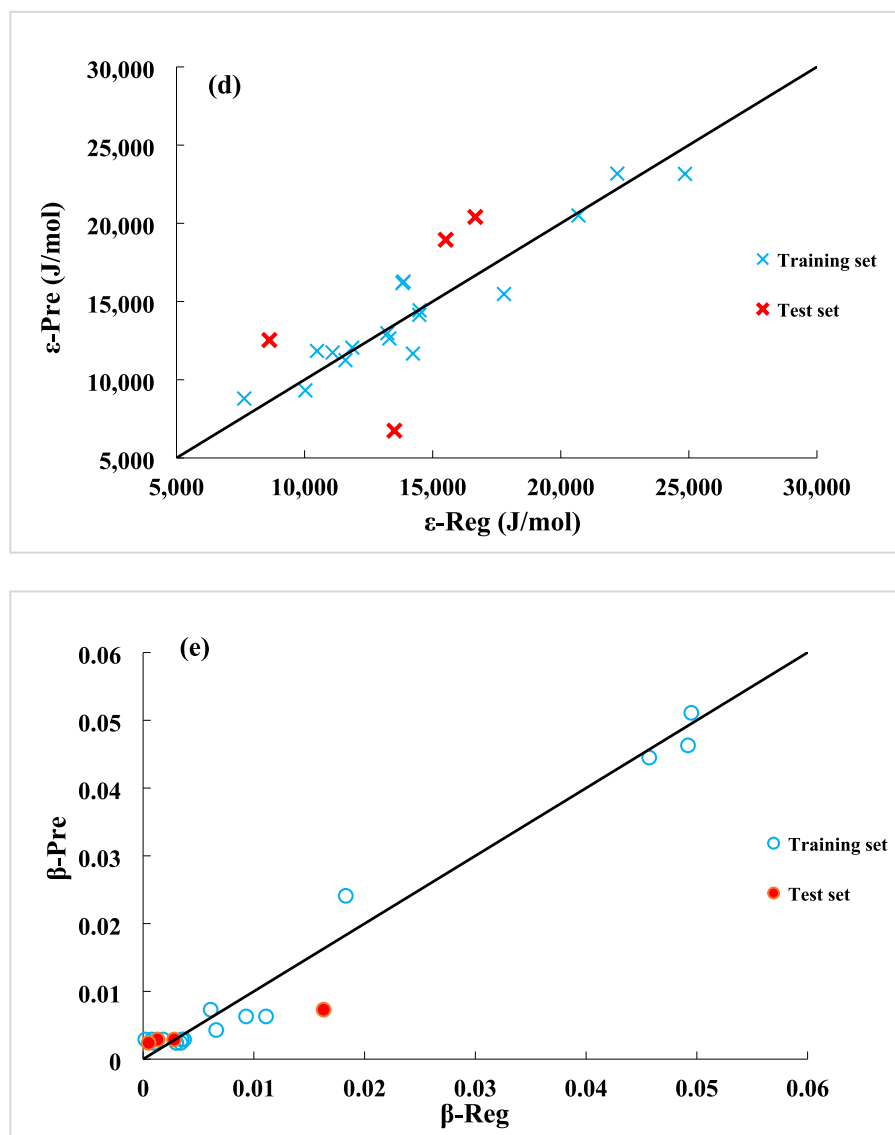 (d)
30,000
25,000
20,000
15,000
10,000
5,000
ε-Pre (J/mol)
5,000 10,000 15,000 20,000 25,000 30,000
ε-Reg (J/mol)
Training set
Test set
(e)
0.06
0.05
0.04
0.03
0.02
0.01
0
β-Pre
0 0.01 0.02 0.03 0.04 0.05 0.06
β-Reg
Training set
Test set